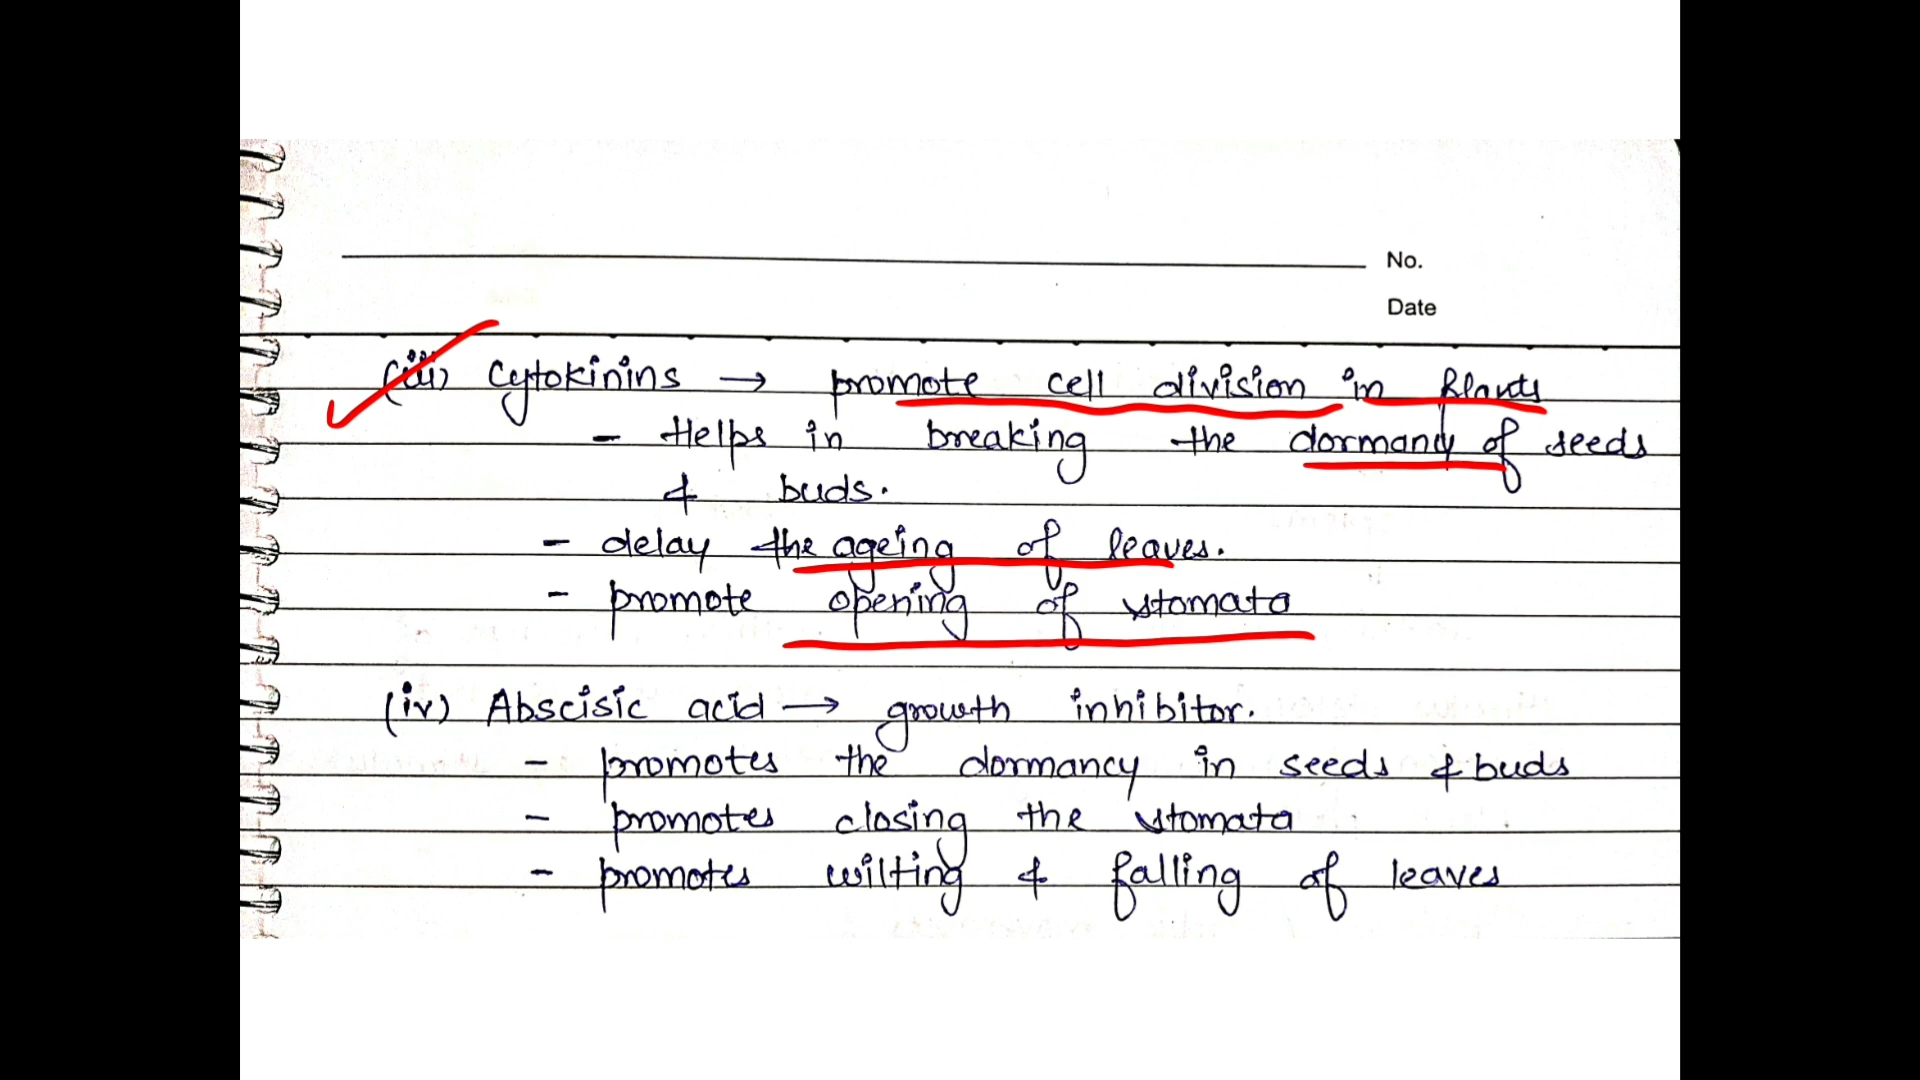 No.
Date
(iii) Cytokinins → promote cell division in Plants
- Helps in breaking the dormancy of seeds
& buds.
- delay the ageing of leaves.
- promote opening of stomata
(iv) Abscisic acid → growth inhibitor.
- promotes the dormancy in seeds & buds
- promotes closing the stomata
- promotes wilting & falling of leaves